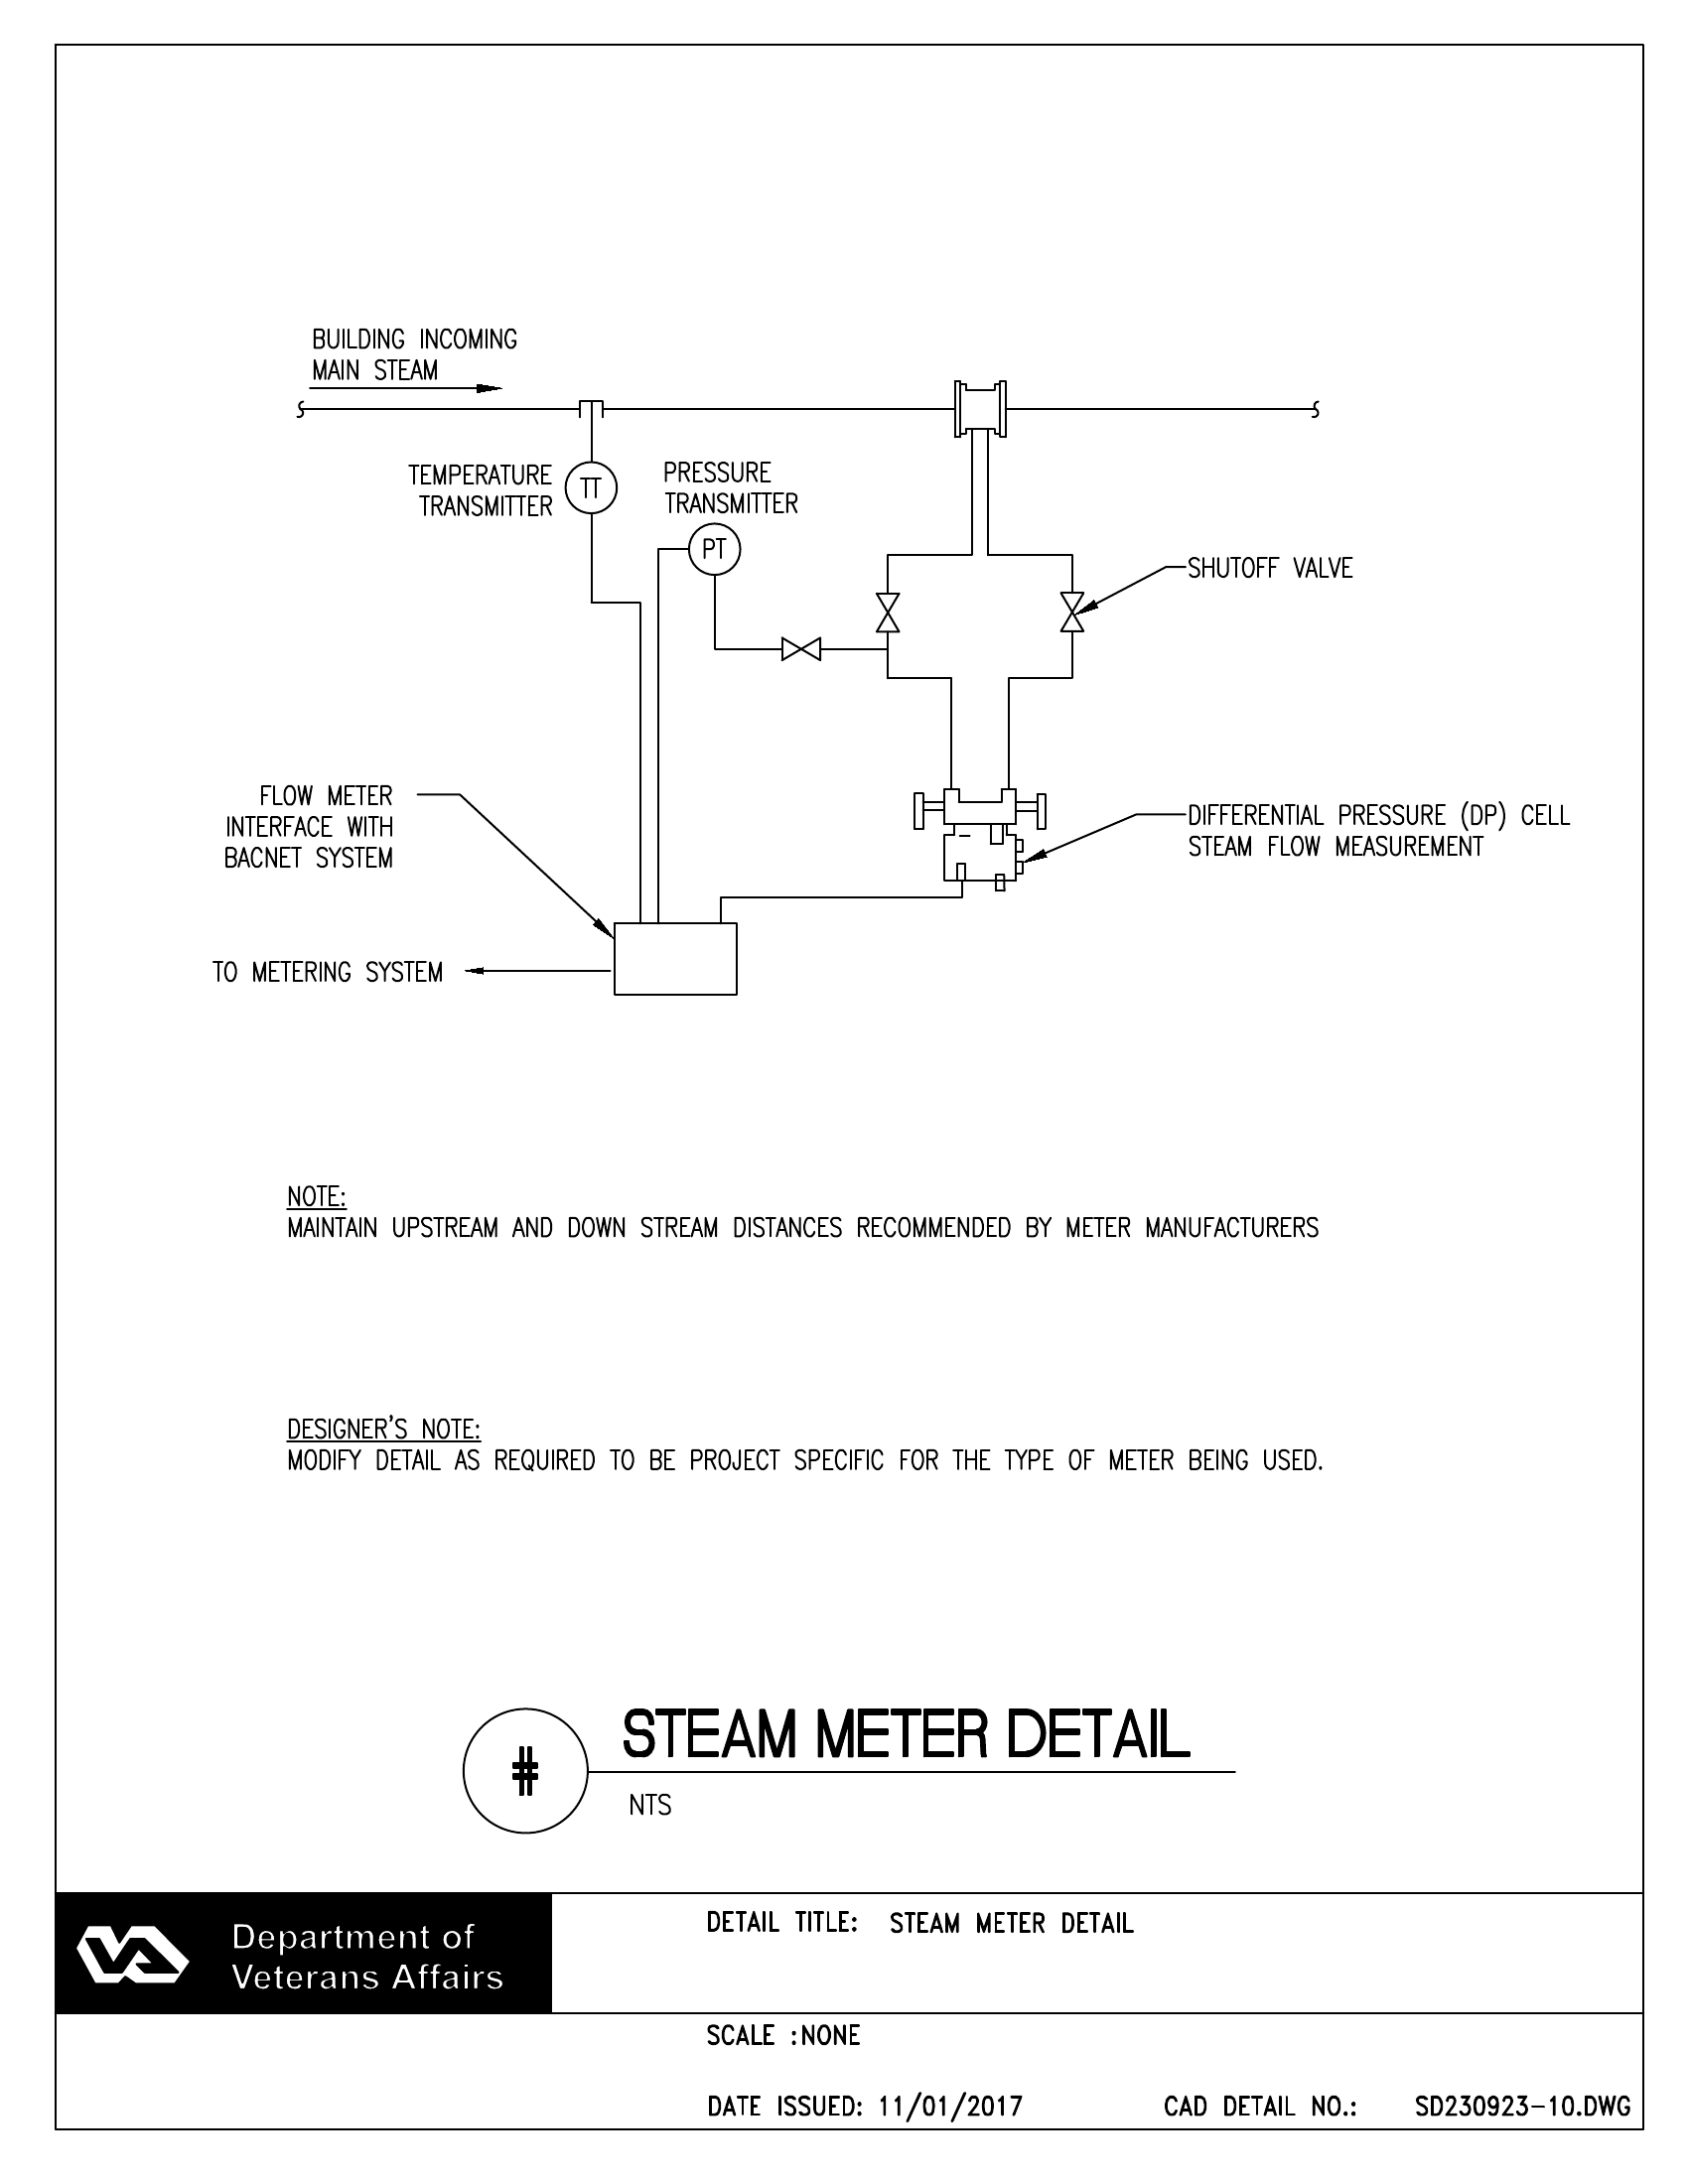 BUILDING INCOMING
MAIN STEAM
TEMPERATURE
TRANSMITTER
TT
PRESSURE
TRANSMITTER
PT
SHUTOFF VALVE
FLOW METER
INTERFACE WITH
BACNET SYSTEM
DIFFERENTIAL PRESSURE (DP) CELL
STEAM FLOW MEASUREMENT
TO METERING SYSTEM
NOTE:
MAINTAIN UPSTREAM AND DOWN STREAM DISTANCES RECOMMENDED BY METER MANUFACTURERS
DESIGNER'S NOTE:
MODIFY DETAIL AS REQUIRED TO BE PROJECT SPECIFIC FOR THE TYPE OF METER BEING USED.
#
STEAM METER DETAIL
NTS
Department of
Veterans Affairs
DETAIL TITLE: STEAM METER DETAIL
SCALE :NONE
DATE ISSUED: 11/01/2017 CAD DETAIL NO.: SD230923-10.DWG